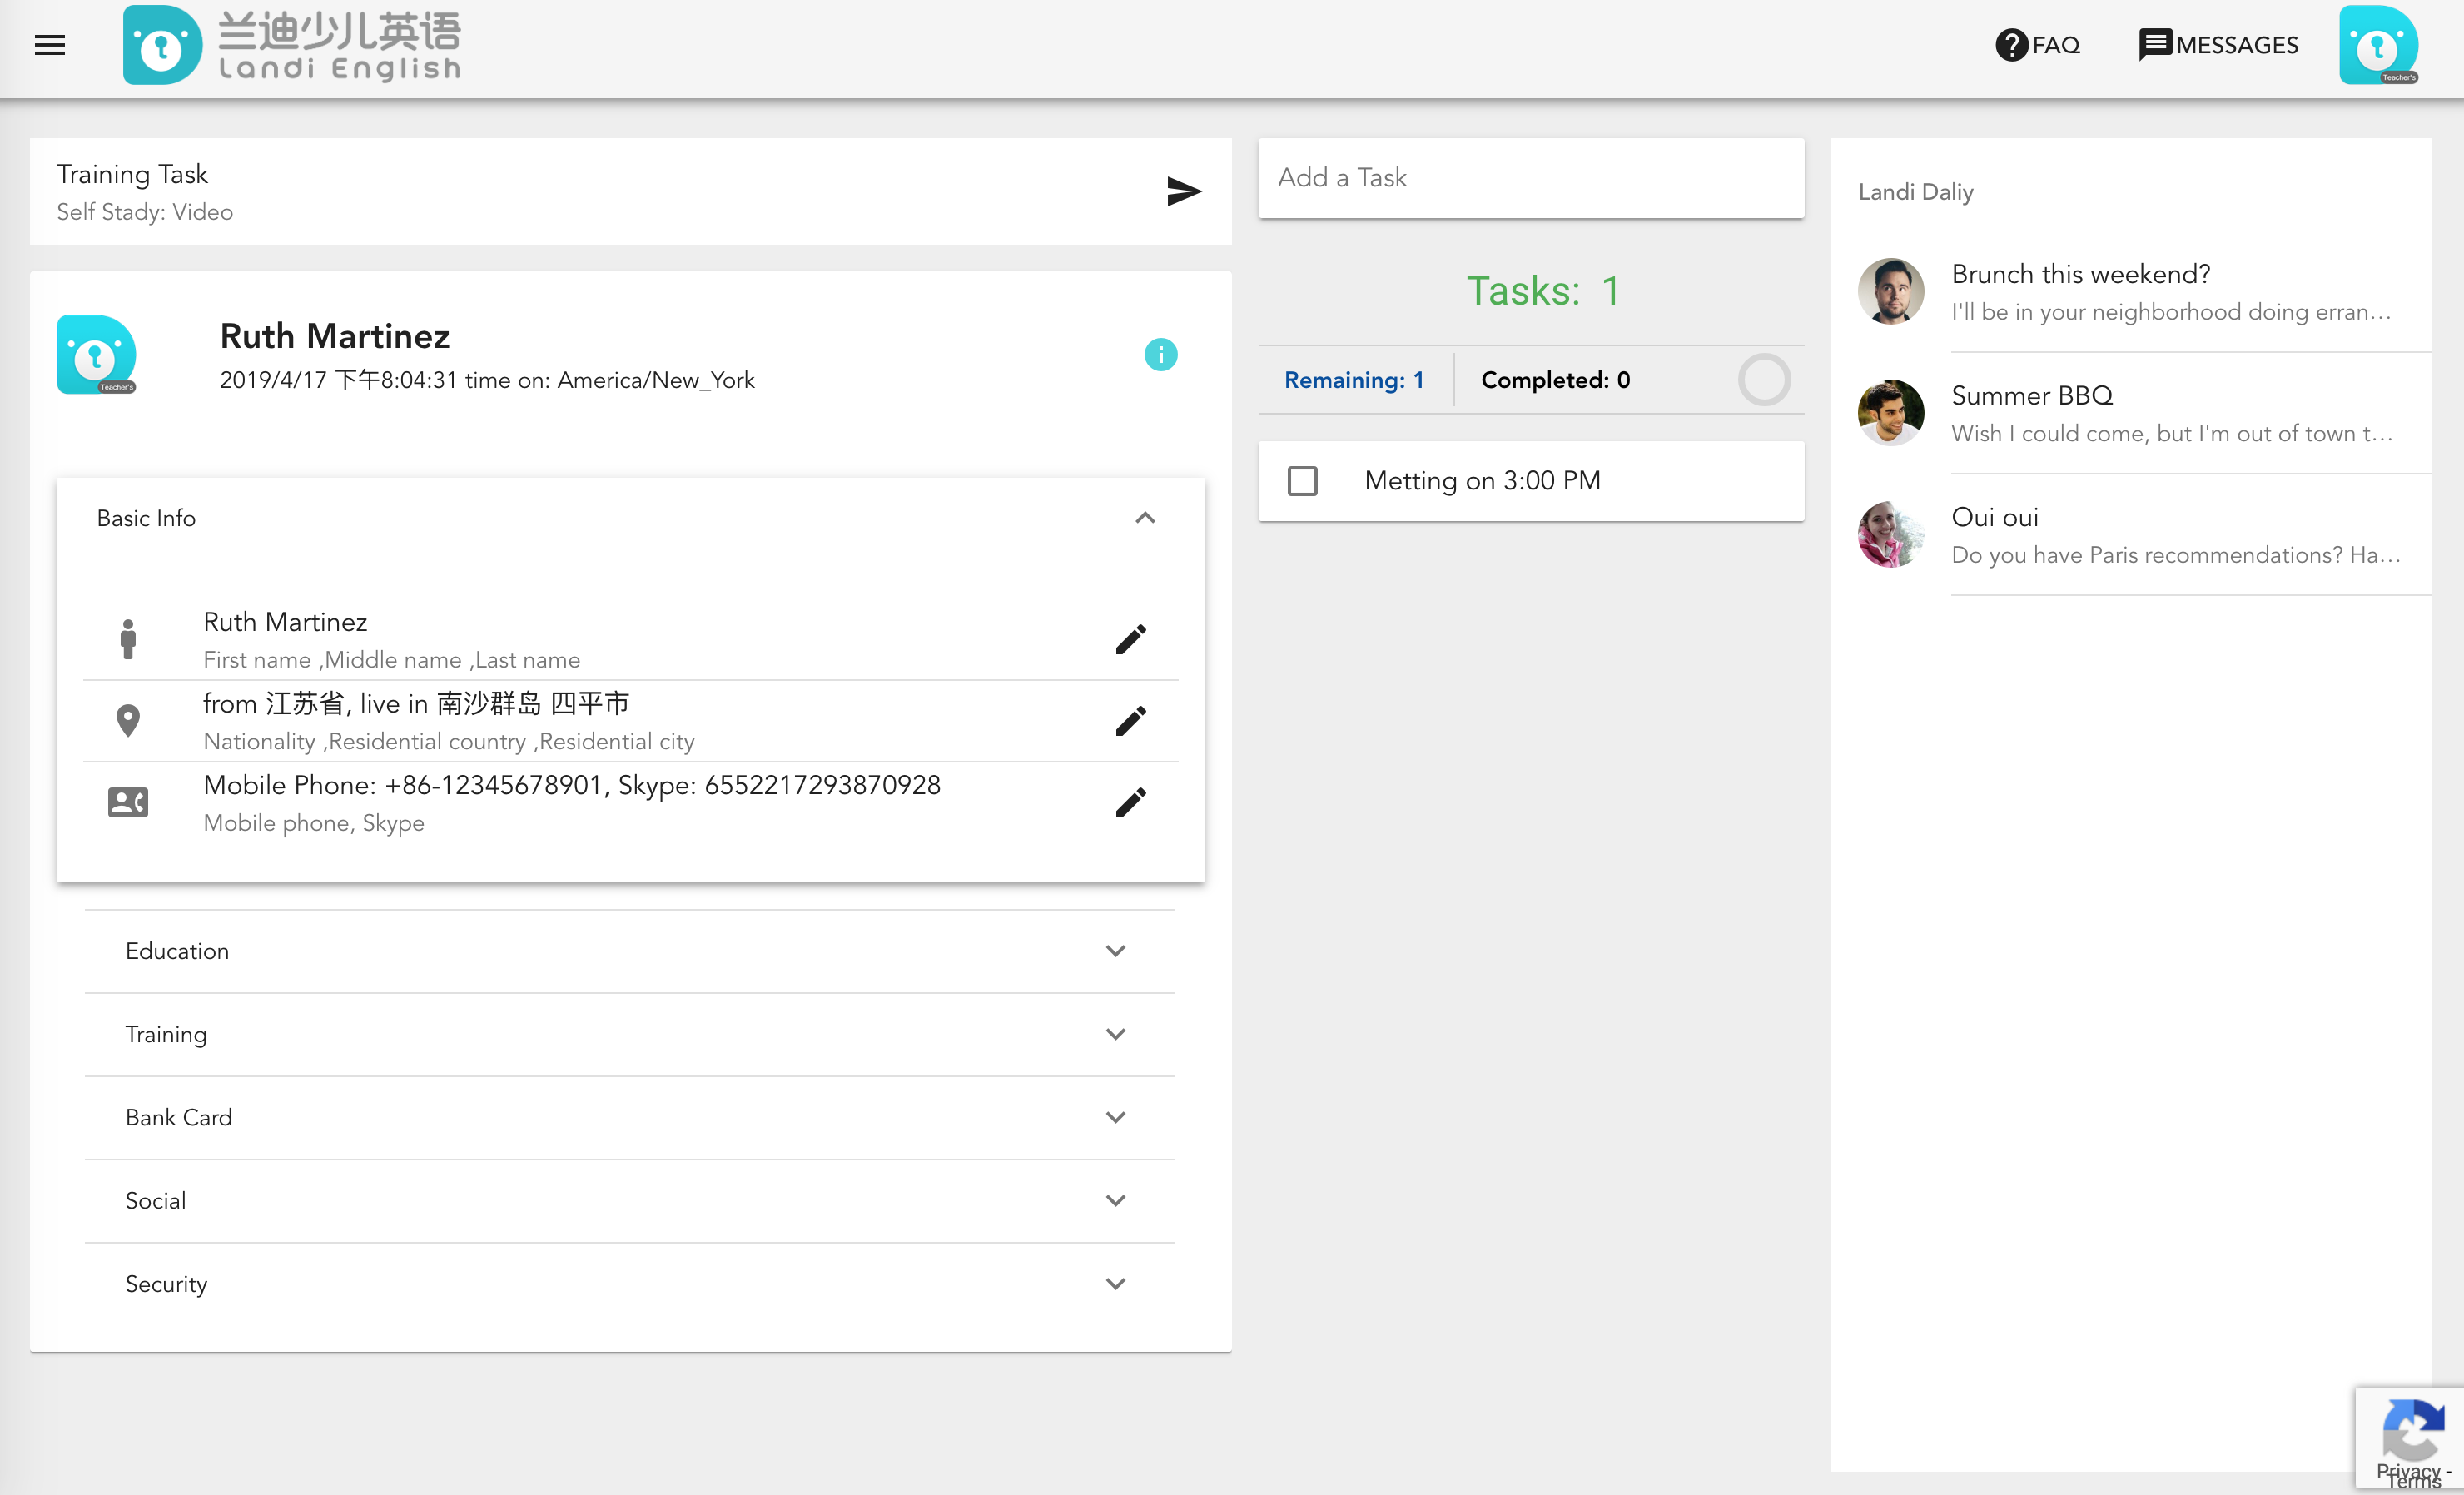 兰迪少儿英语
Landi English
FAQ
MESSAGES
Teacher's
Training Task
Self Stady: Video
Teacher's
Ruth Martinez
2019/4/17 下午8:04:31 time on: America/New_York
Basic Info
Ruth Martinez
First name ,Middle name ,Last name
from 江苏省, live in 南沙群岛 四平市
Nationality ,Residential country ,Residential city
Mobile Phone: +86-12345678901, Skype: 6552217293870928
Mobile phone, Skype
Education
Training
Bank Card
Social
Security
Add a Task
Tasks: 1
Remaining: 1
Completed: 0
Metting on 3:00 PM
Landi Daliy
Brunch this weekend?
I'll be in your neighborhood doing erran...
Summer BBQ
Wish I could come, but I'm out of town t...
Oui oui
Do you have Paris recommendations? Ha...
Privacy -
Terms